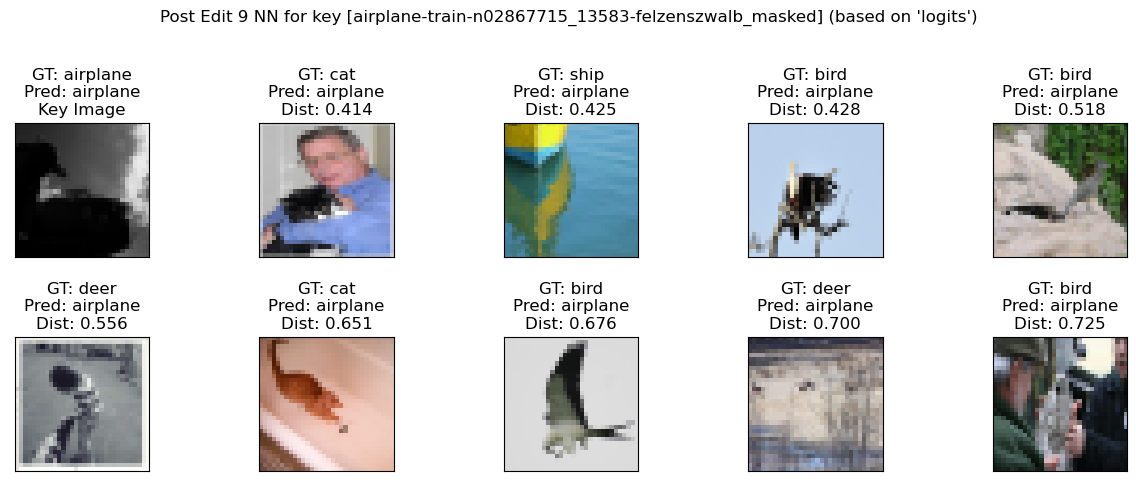 Post Edit 9 NN for key [airplane-train-n02867715_13583-felzenszwalb_masked] (based on 'logits')
GT: airplane
Pred: airplane
Key Image
GT: cat
Pred: airplane
Dist: 0.414
GT: ship
Pred: airplane
Dist: 0.425
GT: bird
Pred: airplane
Dist: 0.428
GT: bird
Pred: airplane
Dist: 0.518
GT: deer
Pred: airplane
Dist: 0.556
GT: cat
Pred: airplane
Dist: 0.651
GT: bird
Pred: airplane
Dist: 0.676
GT: deer
Pred: airplane
Dist: 0.700
GT: bird
Pred: airplane
Dist: 0.725